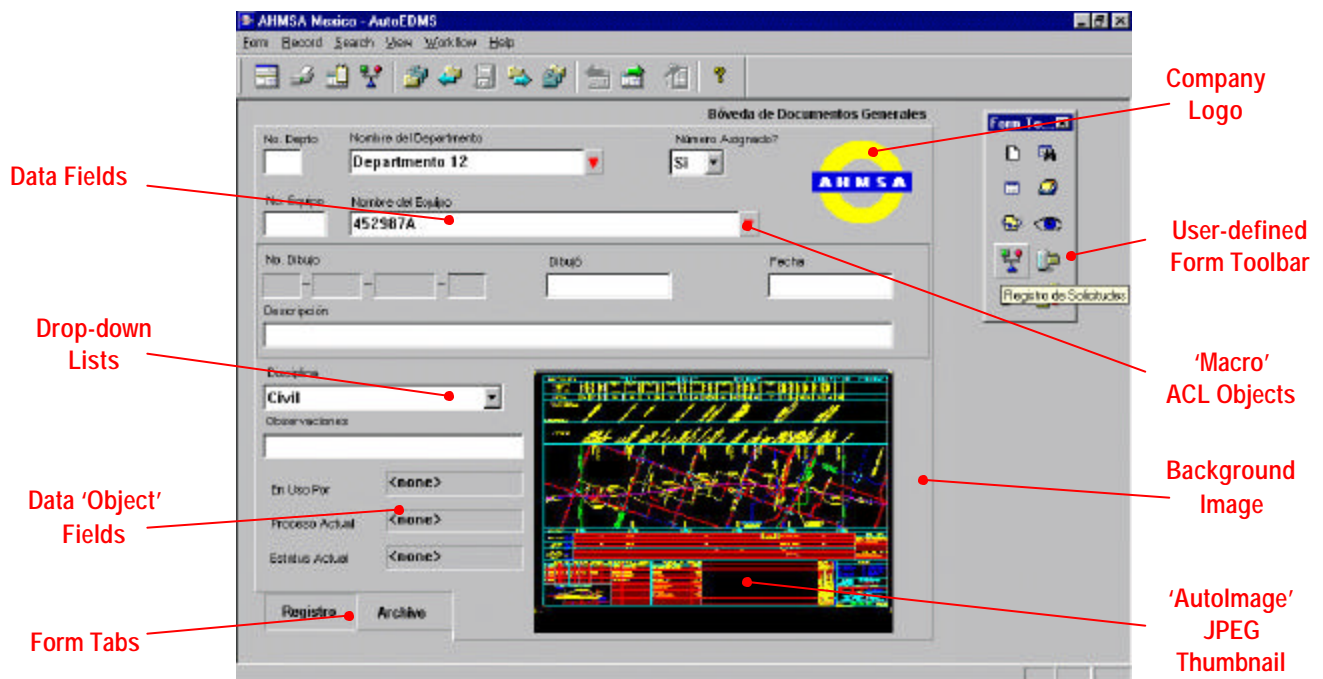 AHMSA Mexico - AutoEDMS
Form Record Search View Workflow Help
Bóveda de Documentos Generales
No. Depto Nombre del Departmento Número Asignado?
Departmento 12 Si
AHMSA
No. Equipo Nombre del Equipo
452987A
No. Dibujo Dibujó Fecha
- - -
Descripción
Disciplina
Civil
Observaciones
En Uso Por <none>
Proceso Actual <none>
Estatus Actual <none>
Registro Archivo
Form To...
Registro de Solicitudes
Data Fields
Drop-down
Lists
Data ‘Object’
Fields
Form Tabs
Company
Logo
User-defined
Form Toolbar
‘Macro’
ACL Objects
Background
Image
‘AutoImage’
JPEG
Thumbnail